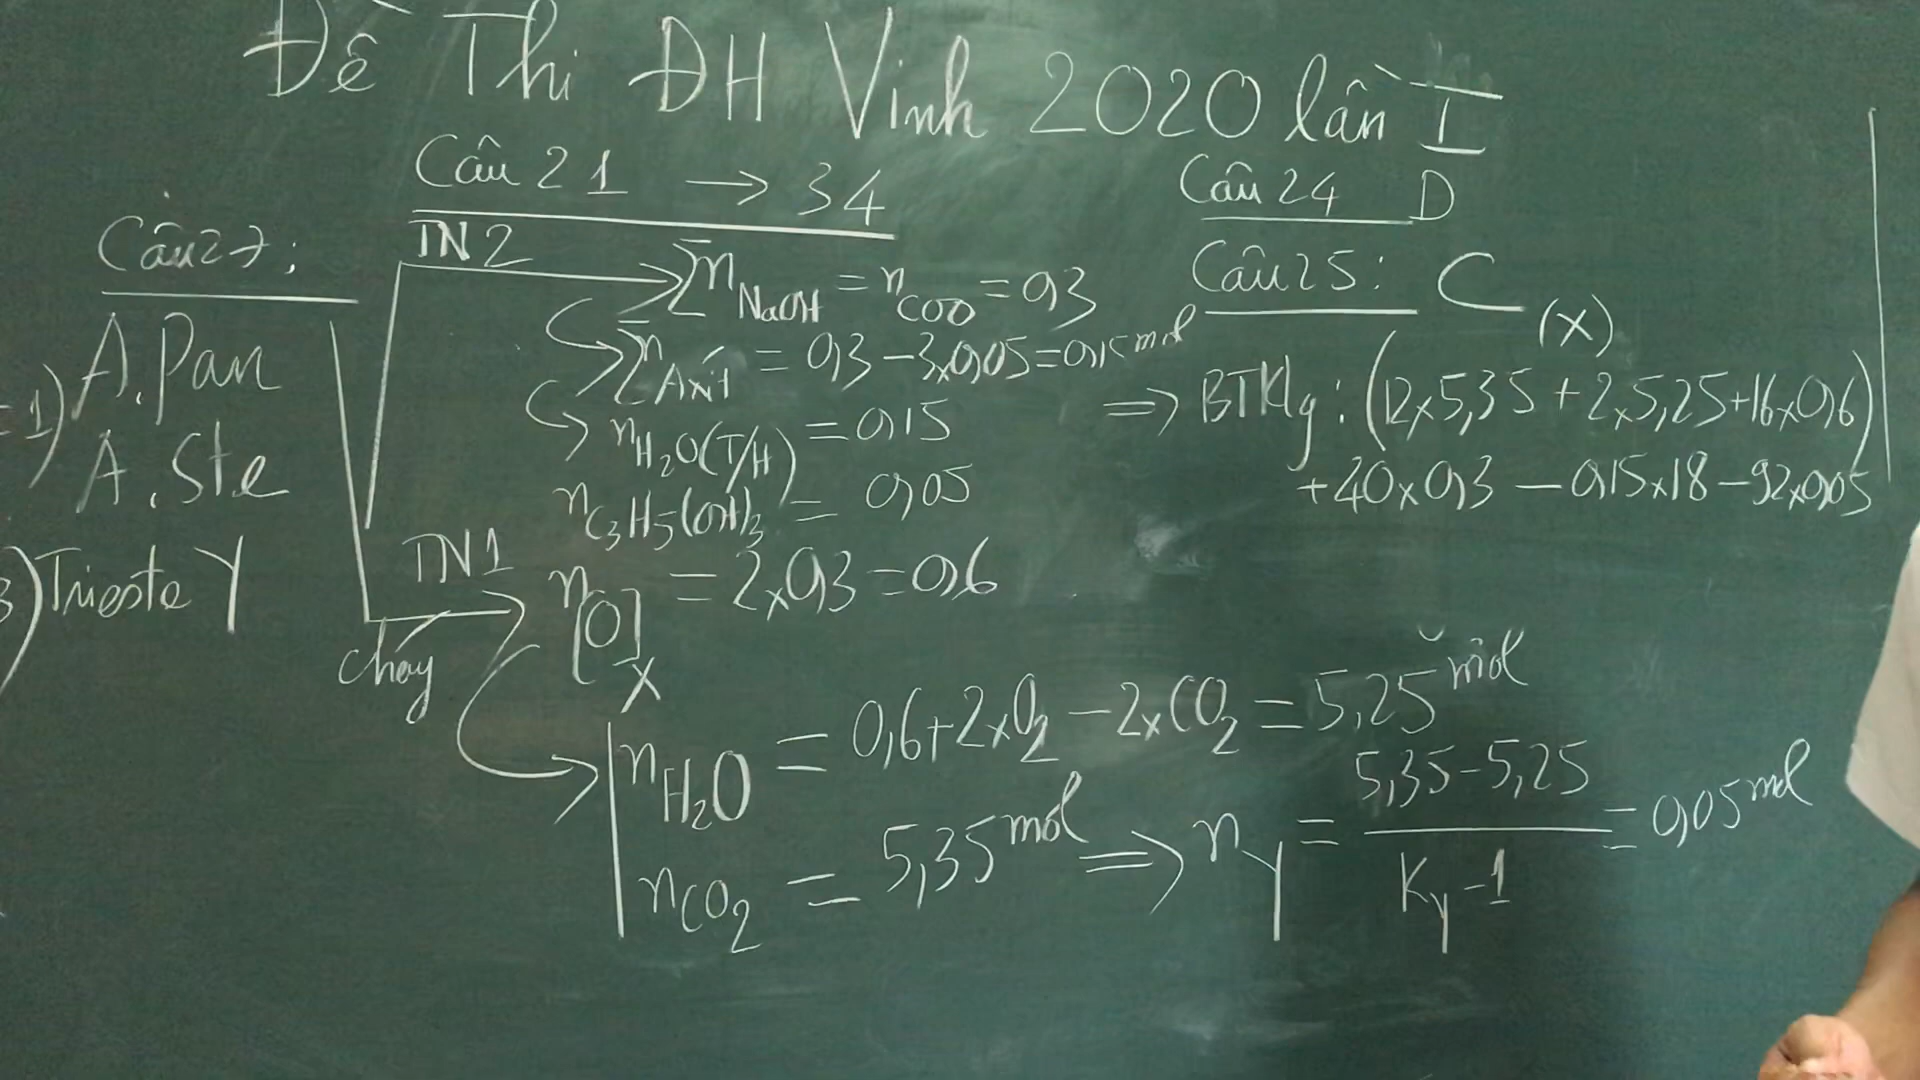 Đề Thi ĐH Vinh 2020 lần I
Câu 21 → 34
Câu 24 D
Câu 25: C
Câu 27:
=1) A.Pan
A.Ste
3) Trieste Y
TN2
∑n NaOH = n COO = 0,3
∑n Axit = 0,3 - 3x0,05 = 0,15 mol
n H₂O(T/H) = 0,15
n C₃H₅(OH)₃ = 0,05
TN1
cháy
n [O] X = 2x0,3 = 0,6
n H₂O = 0,6 + 2xO₂ - 2xCO₂ = 5,25 mol
n CO₂ = 5,35 mol ⇒ n Y = (5,35 - 5,25) / (K Y - 1) = 0,05 mol
(X)
⇒ BTKlg: (12x5,35 + 2x5,25 + 16x0,6)
+ 40x0,3 - 0,15x18 - 92x0,05